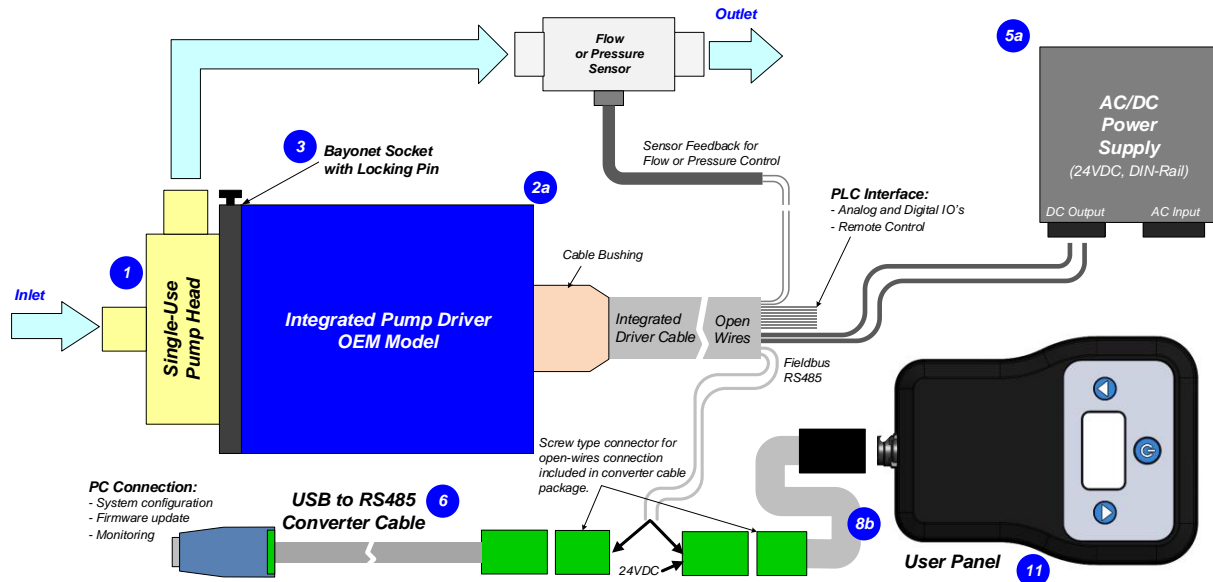 Outlet
5a
Flow
or Pressure
Sensor
AC/DC
Power
Supply
(24VDC, DIN-Rail)
DC Output
AC Input
3
Bayonet Socket
with Locking Pin
Sensor Feedback for
Flow or Pressure Control
2a
PLC Interface:
- Analog and Digital IO's
- Remote Control
1
Inlet
Single-Use
Pump Head
Cable Bushing
Integrated Pump Driver
OEM Model
Integrated
Driver Cable
Open
Wires
Fieldbus
RS485
Screw type connector for
open-wires connection
included in converter cable
package.
PC Connection:
- System configuration
- Firmware update
- Monitoring
USB to RS485
Converter Cable
6
24VDC
8b
User Panel
11